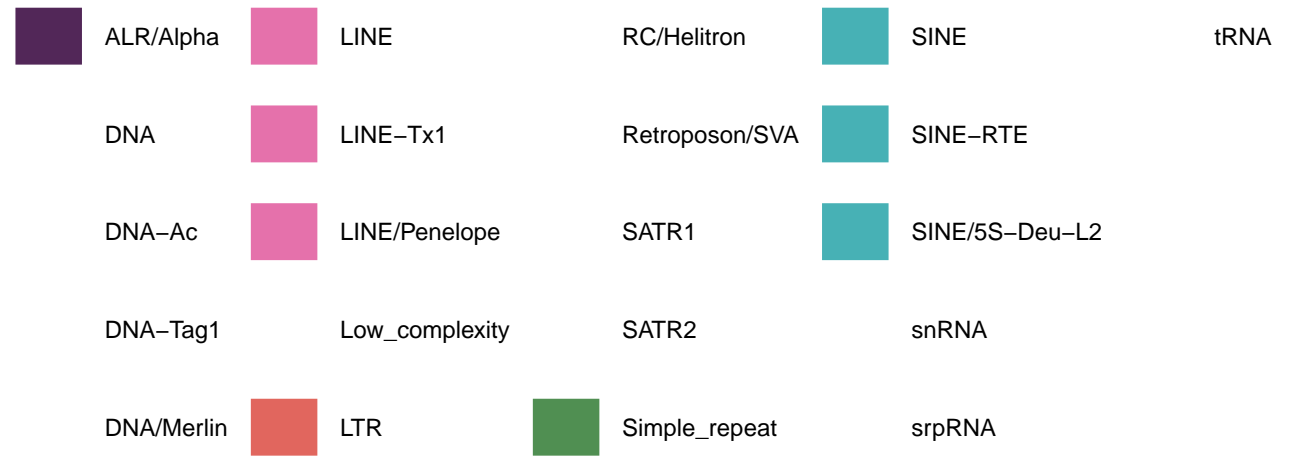 ALR/Alpha
DNA
DNA−Ac
DNA−Tag1
DNA/Merlin
LINE
LINE−Tx1
LINE/Penelope
Low_complexity
LTR
RC/Helitron
Retroposon/SVA
SATR1
SATR2
Simple_repeat
SINE
SINE−RTE
SINE/5S−Deu−L2
snRNA
srpRNA
tRNA